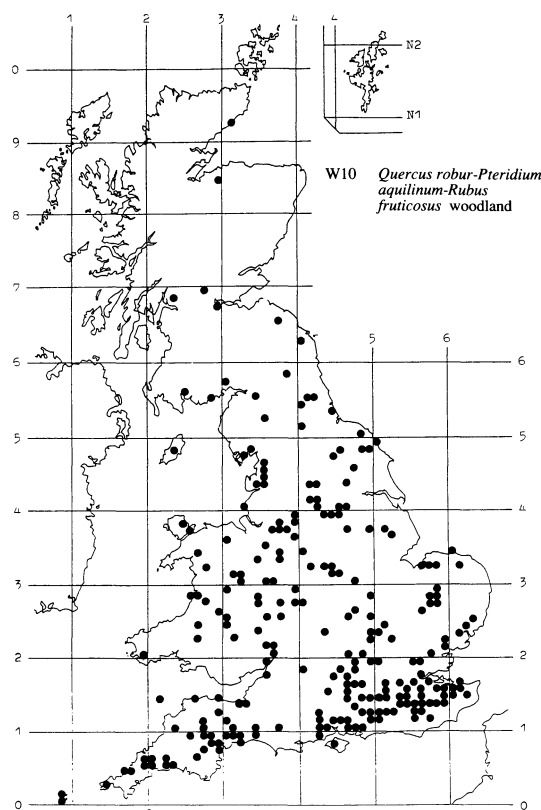 1 2 3 4 4
N2
0
N1
9
W10 Quercus robur-Pteridium
aquilinum-Rubus
fruticosus woodland
8
7
5 6
6 6
5 5
4 4
3 3
2 2
1 1
0 0